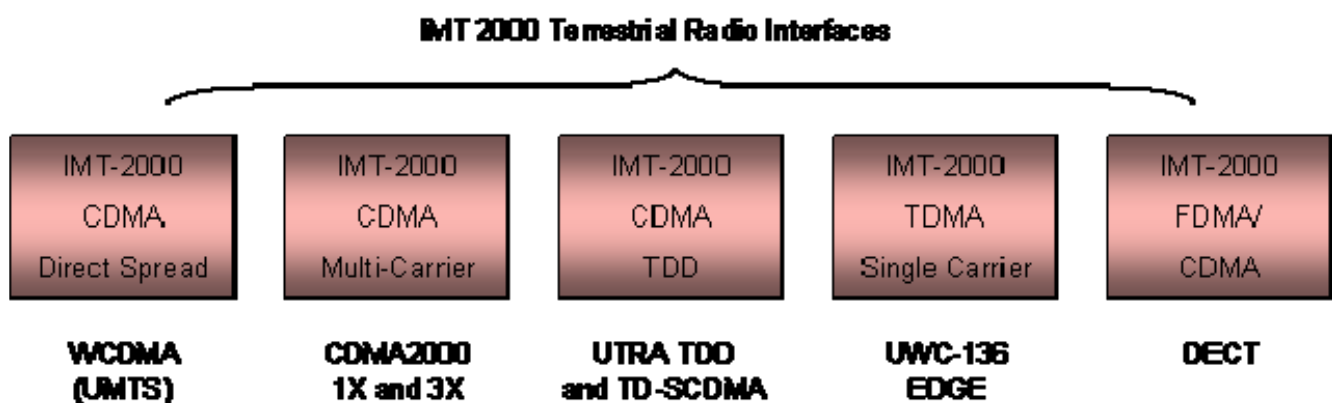 IMT 2000 Terrestrial Radio Interfaces
IMT-2000
CDMA
Direct Spread
IMT-2000
CDMA
Multi-Carrier
IMT-2000
CDMA
TDD
IMT-2000
TDMA
Single Carrier
IMT-2000
FDMA/
CDMA
WCDMA
(UMTS)
CDMA2000
1X and 3X
UTRA TDD
and TD-SCDMA
UWC-136
EDGE
DECT